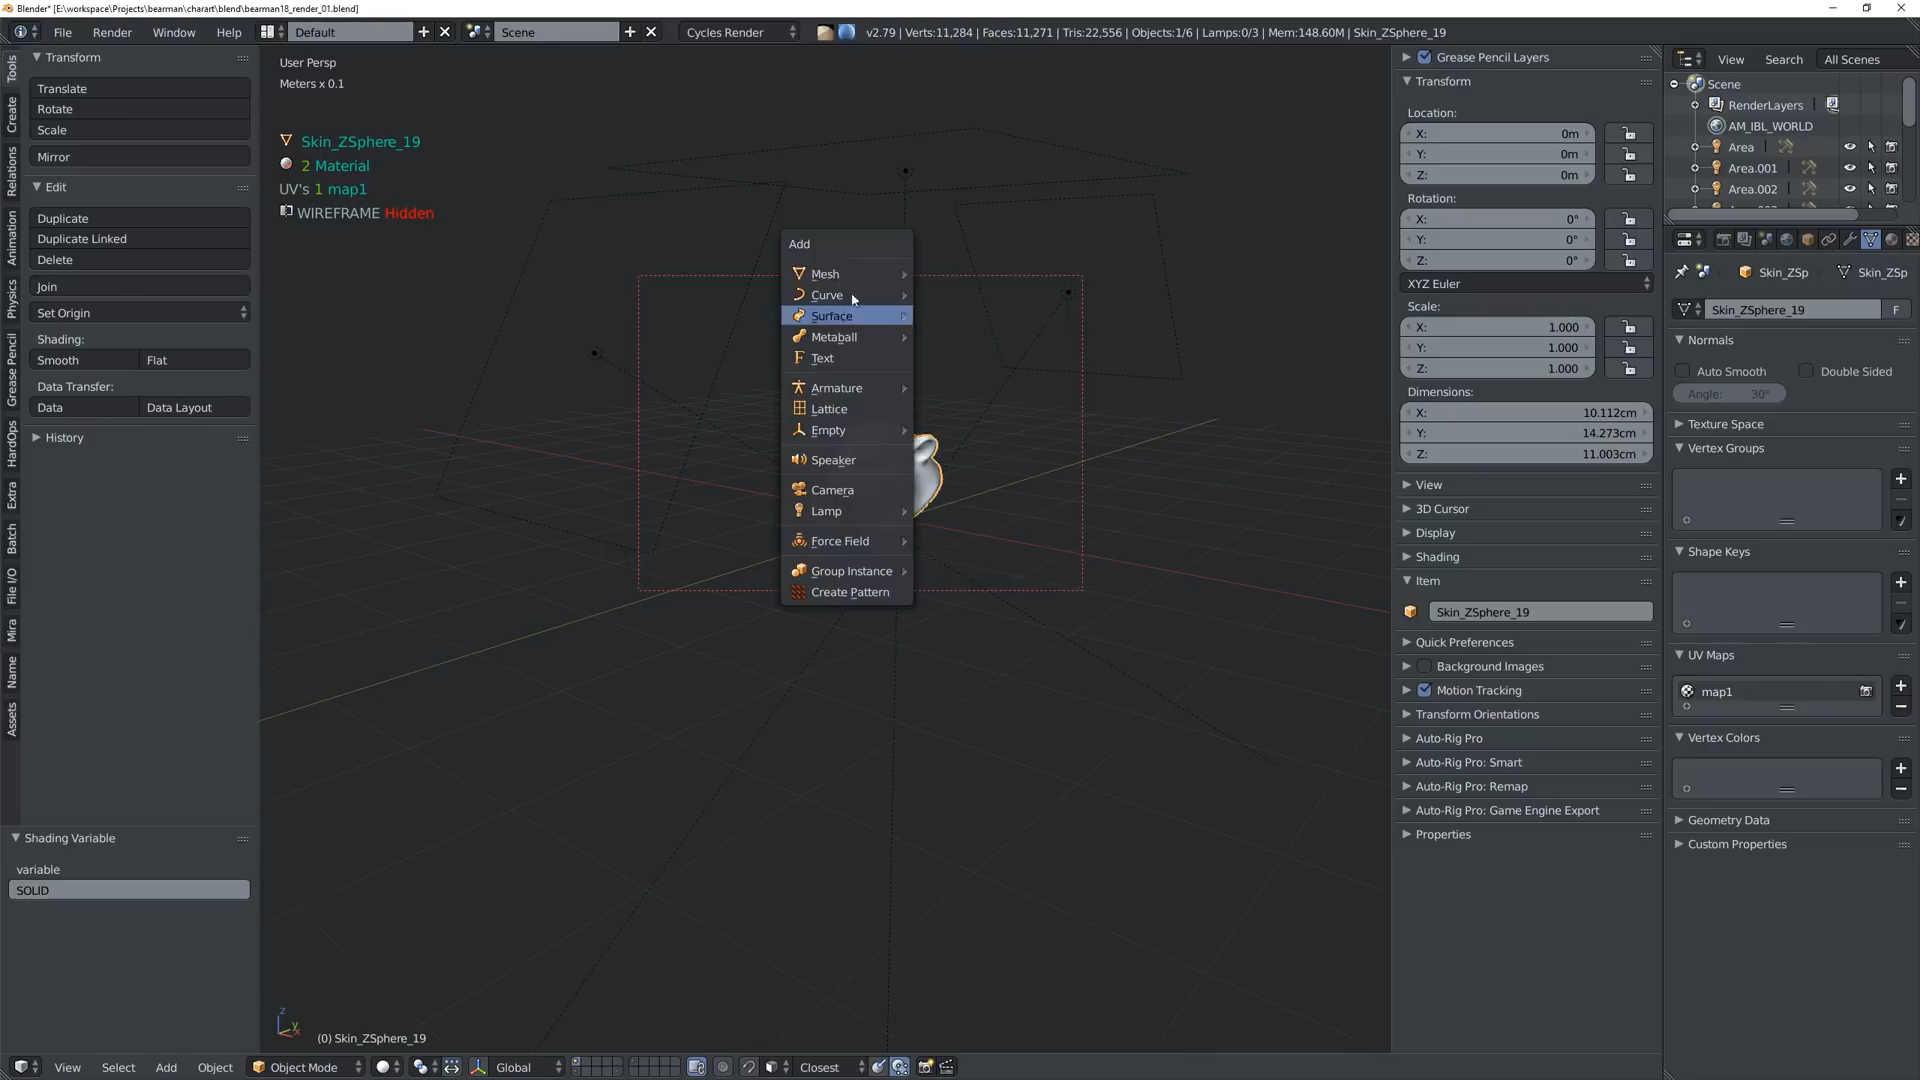 Blender* [E:\workspace\Projects\bearman\charart\blend\bearman18_render_01.blend]
File Render Window Help Default Scene Cycles Render v2.79 | Verts:11,284 | Faces:11,271 | Tris:22,556 | Objects:1/6 | Lamps:0/3 | Mem:148.60M | Skin_ZSphere_19
Tools
Create
Relations
Animation
Physics
Grease Pencil
HardOps
Extra
Batch
File I/O
Mira
Name
Assets
Transform
Translate
Rotate
Scale
Mirror
Edit
Duplicate
Duplicate Linked
Delete
Join
Set Origin
Shading:
Smooth Flat
Data Transfer:
Data Data Layout
History
Shading Variable
variable
SOLID
User Persp
Meters x 0.1
Skin_ZSphere_19
2 Material
UV's 1 map1
WIREFRAME Hidden
Add
Mesh
Curve
Surface
Metaball
Text
Armature
Lattice
Empty
Speaker
Camera
Lamp
Force Field
Group Instance
Create Pattern
z
y
(0) Skin_ZSphere_19
View Select Add Object Object Mode Global Closest
Grease Pencil Layers
Transform
Location:
X: 0m
Y: 0m
Z: 0m
Rotation:
X: 0°
Y: 0°
Z: 0°
XYZ Euler
Scale:
X: 1.000
Y: 1.000
Z: 1.000
Dimensions:
X: 10.112cm
Y: 14.273cm
Z: 11.003cm
View
3D Cursor
Display
Shading
Item
Skin_ZSphere_19
Quick Preferences
Background Images
Motion Tracking
Transform Orientations
Auto-Rig Pro
Auto-Rig Pro: Smart
Auto-Rig Pro: Remap
Auto-Rig Pro: Game Engine Export
Properties
View Search All Scenes
Scene
RenderLayers
AM_IBL_WORLD
Area
Area.001
Area.002
Skin_ZSp Skin_ZSp
Skin_ZSphere_19 F
Normals
Auto Smooth Double Sided
Angle: 30°
Texture Space
Vertex Groups
Shape Keys
UV Maps
map1
Vertex Colors
Geometry Data
Custom Properties